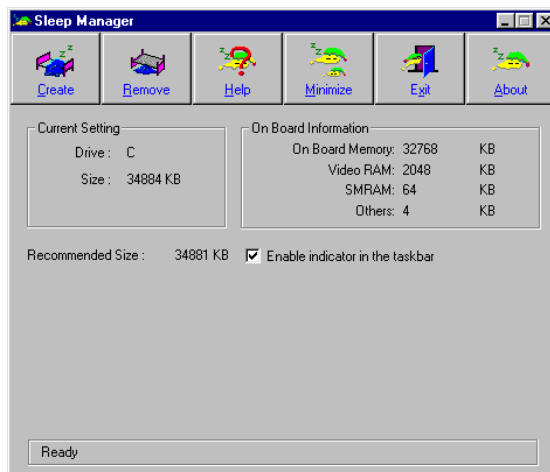 Sleep Manager
Create Remove Help Minimize Exit About
Current Setting
Drive : C
Size : 34884 KB
On Board Information
On Board Memory: 32768 KB
Video RAM: 2048 KB
SMRAM: 64 KB
Others: 4 KB
Recommended Size : 34881 KB Enable indicator in the taskbar
Ready